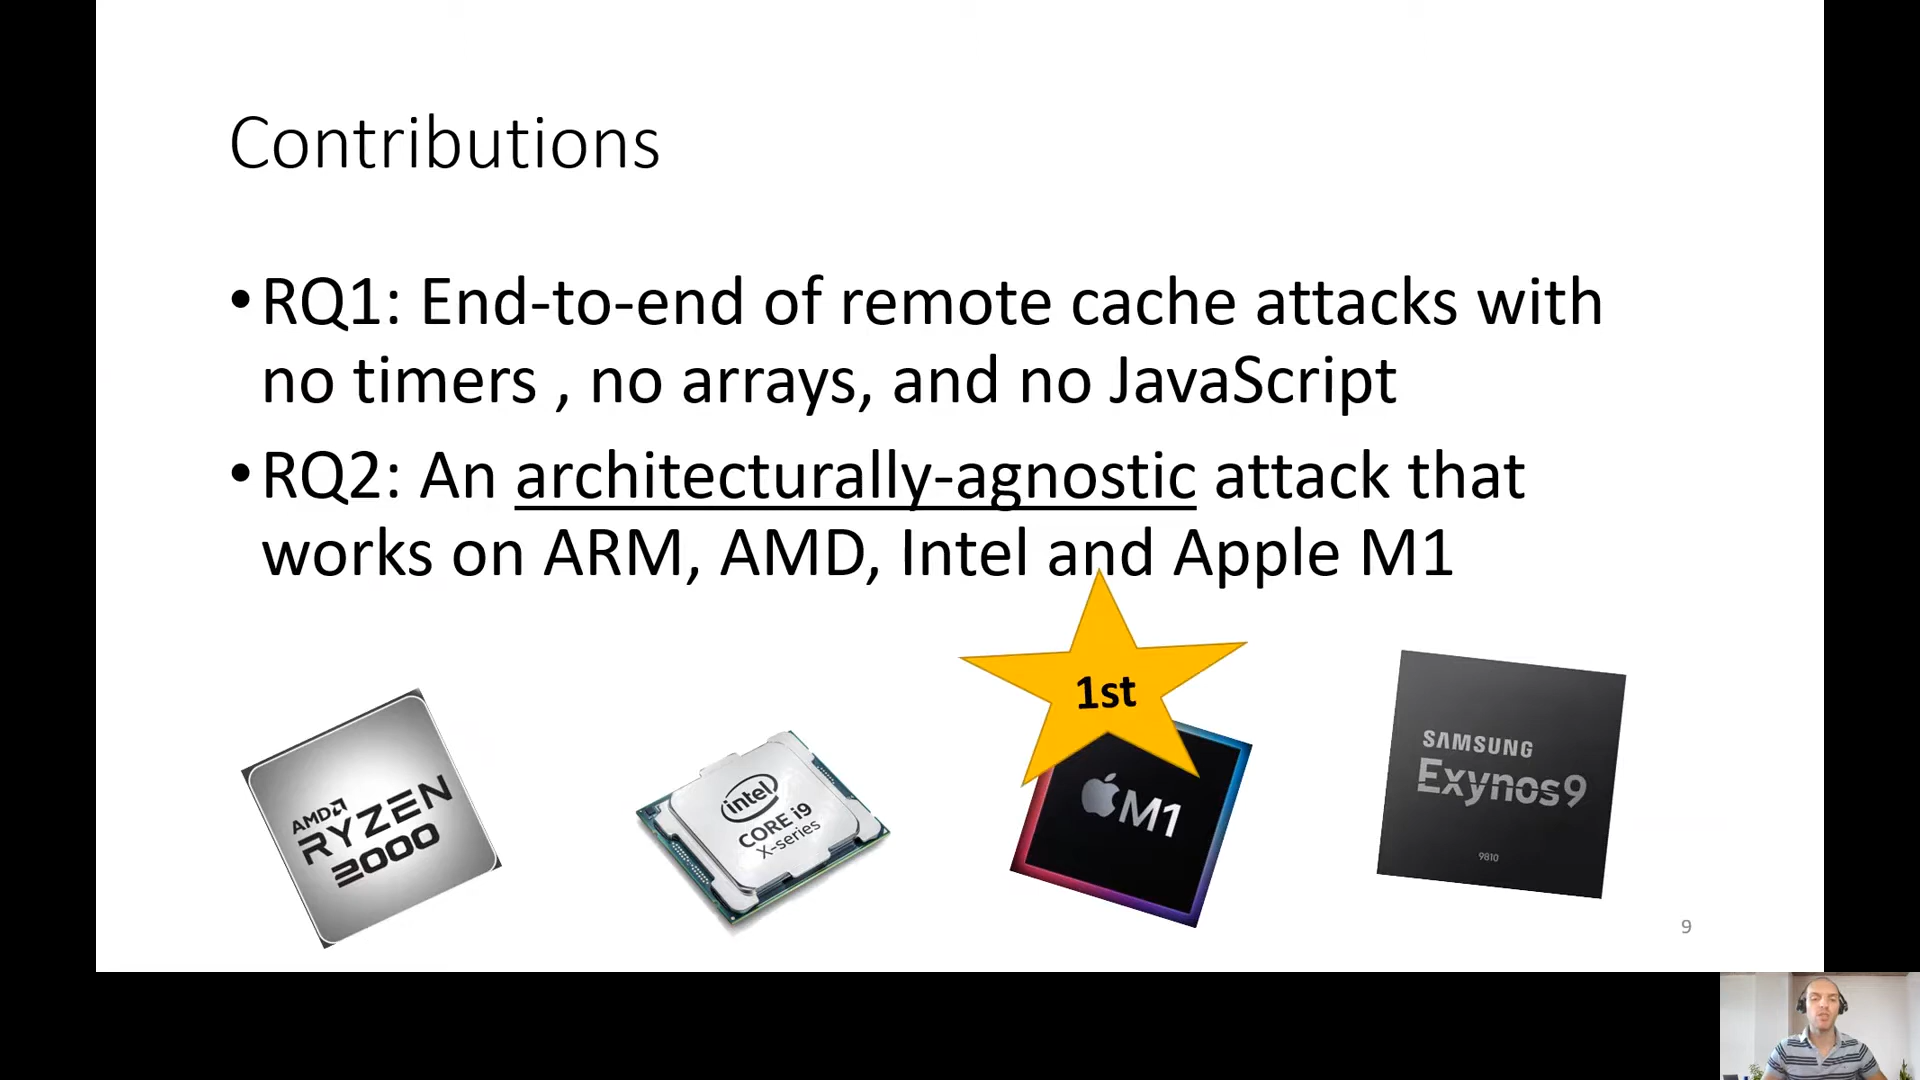 Contributions
•RQ1: End-to-end of remote cache attacks with
no timers , no arrays, and no JavaScript
•RQ2: An architecturally-agnostic attack that
works on ARM, AMD, Intel and Apple M1
1st
AMD
RYZEN
2000
intel
CORE i9
X-series
M1
SAMSUNG
Exynos9
9810
9